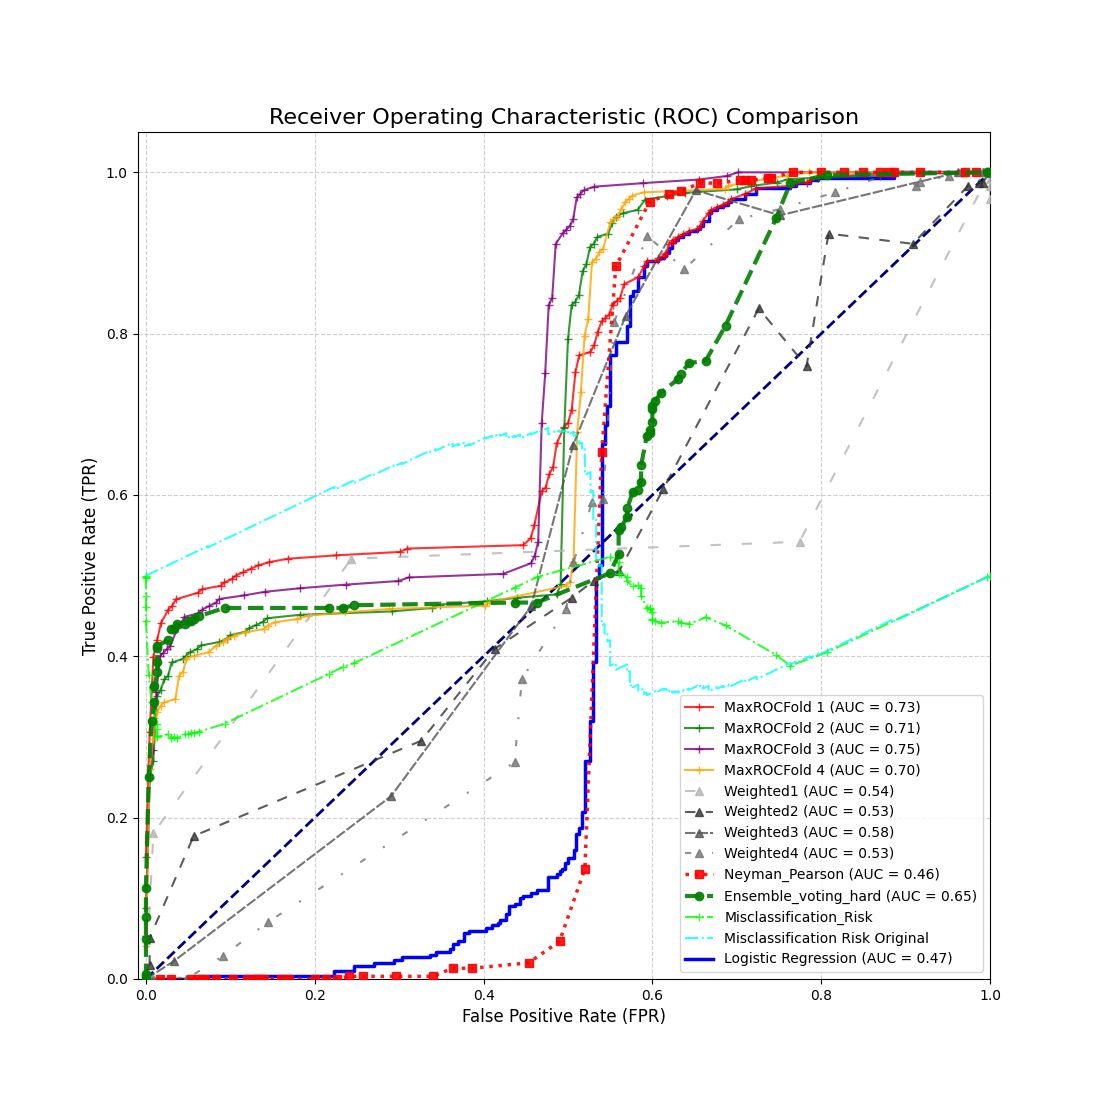 Receiver Operating Characteristic (ROC) Comparison
True Positive Rate (TPR)
1.0
0.8
0.6
0.4
0.2
0.0
MaxROCFold 1 (AUC = 0.73)
MaxROCFold 2 (AUC = 0.71)
MaxROCFold 3 (AUC = 0.75)
MaxROCFold 4 (AUC = 0.70)
Weighted1 (AUC = 0.54)
Weighted2 (AUC = 0.53)
Weighted3 (AUC = 0.58)
Weighted4 (AUC = 0.53)
Neyman_Pearson (AUC = 0.46)
Ensemble_voting_hard (AUC = 0.65)
Misclassification_Risk
Misclassification Risk Original
Logistic Regression (AUC = 0.47)
0.0 0.2 0.4 0.6 0.8 1.0
False Positive Rate (FPR)